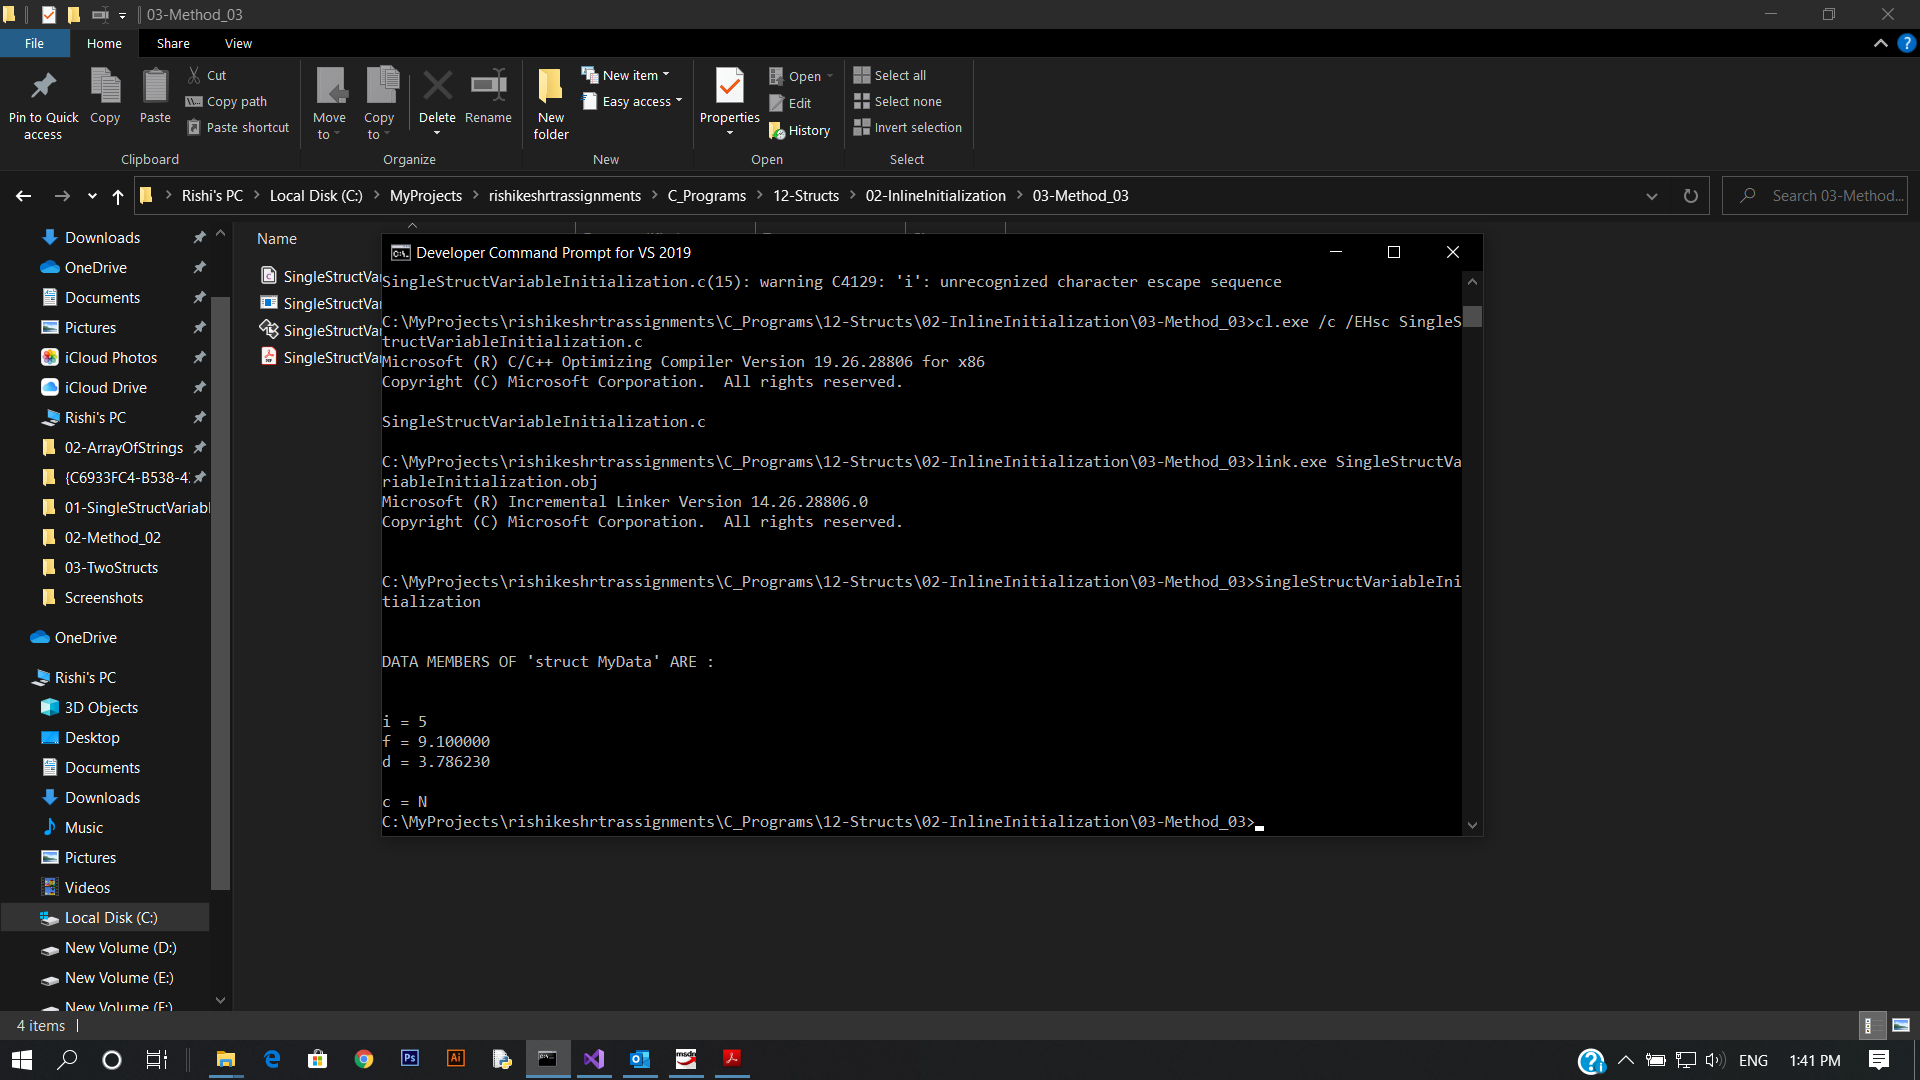 03-Method_03
File
Home
Share
View
Pin to Quick access
Copy
Paste
Cut
Copy path
Paste shortcut
Clipboard
Move to
Copy to
Delete
Rename
Organize
New folder
New item
Easy access
New
Properties
Open
Edit
History
Open
Select all
Select none
Invert selection
Select
Rishi's PC > Local Disk (C:) > MyProjects > rishikeshrtrassignments > C_Programs > 12-Structs > 02-InlineInitialization > 03-Method_03
Search 03-Method...
Downloads
OneDrive
Documents
Pictures
iCloud Photos
iCloud Drive
Rishi's PC
02-ArrayOfStrings
{C6933FC4-B538-4
01-SingleStructVariabl
02-Method_02
03-TwoStructs
Screenshots
OneDrive
Rishi's PC
3D Objects
Desktop
Documents
Downloads
Music
Pictures
Videos
Local Disk (C:)
New Volume (D:)
New Volume (E:)
New Volume (F:)
Name
SingleStructVa
SingleStructVa
SingleStructVa
SingleStructVa
Developer Command Prompt for VS 2019
SingleStructVariableInitialization.c(15): warning C4129: 'i': unrecognized character escape sequence
C:\MyProjects\rishikeshrtrassignments\C_Programs\12-Structs\02-InlineInitialization\03-Method_03>cl.exe /c /EHsc SingleS
tructVariableInitialization.c
Microsoft (R) C/C++ Optimizing Compiler Version 19.26.28806 for x86
Copyright (C) Microsoft Corporation.  All rights reserved.
SingleStructVariableInitialization.c
C:\MyProjects\rishikeshrtrassignments\C_Programs\12-Structs\02-InlineInitialization\03-Method_03>link.exe SingleStructVa
riableInitialization.obj
Microsoft (R) Incremental Linker Version 14.26.28806.0
Copyright (C) Microsoft Corporation.  All rights reserved.
C:\MyProjects\rishikeshrtrassignments\C_Programs\12-Structs\02-InlineInitialization\03-Method_03>SingleStructVariableIni
tialization
DATA MEMBERS OF 'struct MyData' ARE :
i = 5
f = 9.100000
d = 3.786230
c = N
C:\MyProjects\rishikeshrtrassignments\C_Programs\12-Structs\02-InlineInitialization\03-Method_03>
4 items
Ps
Ai
msdn
ENG
1:41 PM